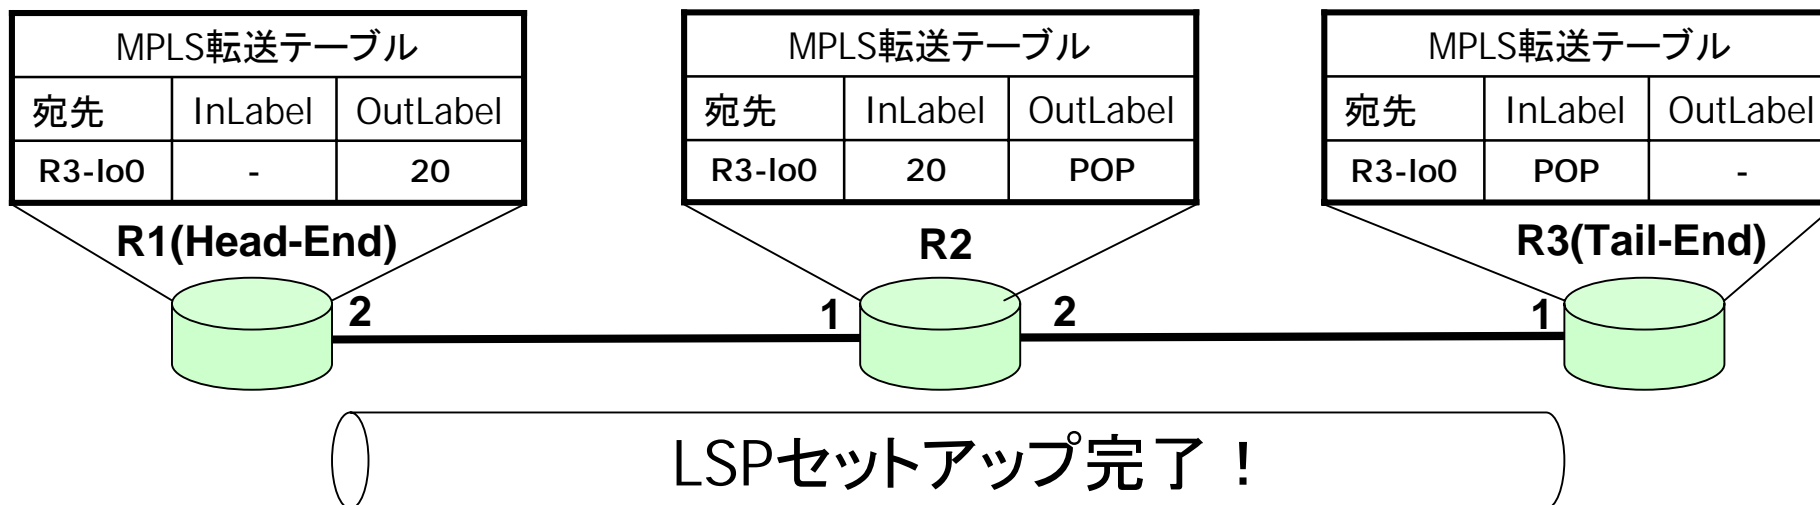 MPLS転送テーブル
宛先 InLabel OutLabel
R3-lo0 - 20
MPLS転送テーブル
宛先 InLabel OutLabel
R3-lo0 20 POP
MPLS転送テーブル
宛先 InLabel OutLabel
R3-lo0 POP -
R1(Head-End)
R2
R3(Tail-End)
2
1
2
1
LSPセットアップ完了！